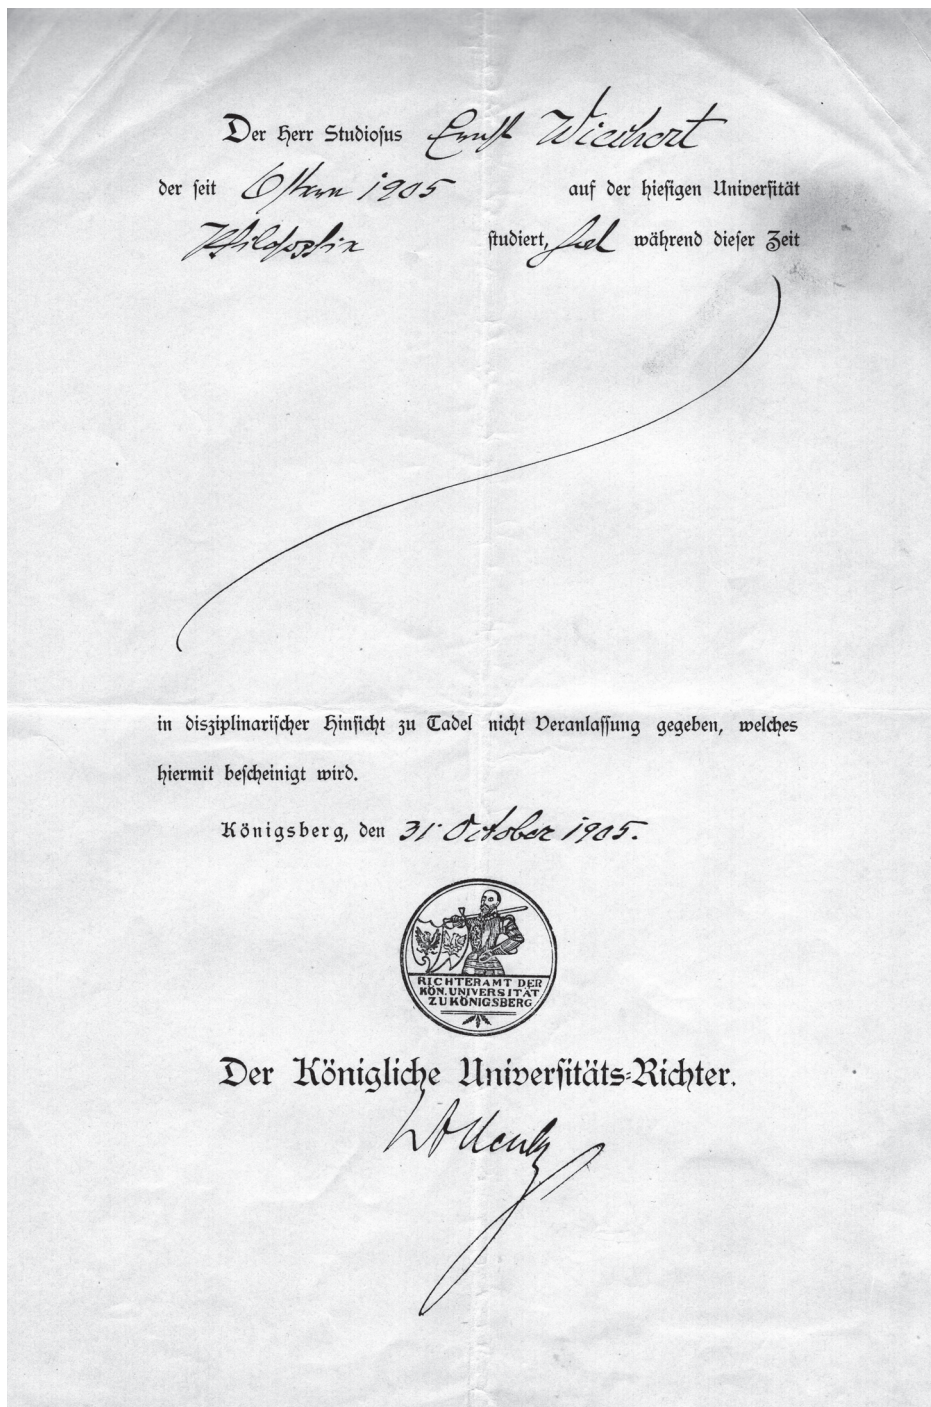 Der Herr Studiosus Ernst Wiechert
der seit Ostern 1905 auf der hiesigen Universität
Philosophie studiert, hat während dieser Zeit
in disziplinarischer Hinsicht zu Tadel nicht Veranlassung gegeben, welches
hiermit bescheinigt wird.
Königsberg, den 31 October 1905.
RICHTERAMT DER
KÖN. UNIVERSITÄT
ZU KÖNIGSBERG
Der Königliche Universitäts-Richter.